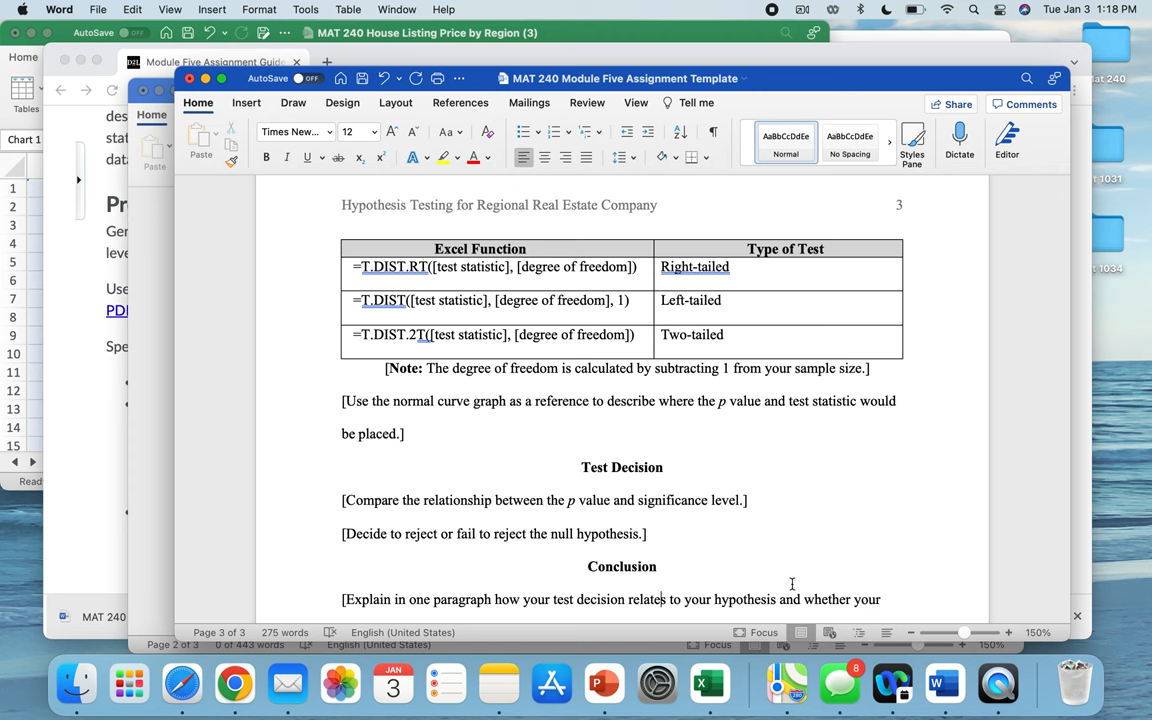 Word File Edit View Insert Format Tools Table Window Help Tue Jan 3 1:18 PM
AutoSave OFF MAT 240 House Listing Price by Region (3)
Home Module Five Assignment Guide
AutoSave OFF MAT 240 Module Five Assignment Template
Home Insert Draw Design Layout References Mailings Review View Tell me Share Comments
Tables
Paste Times New... 12
Chart 1
AaBbCcDdEe Normal AaBbCcDdEe No Spacing Styles Pane Dictate Editor
Hypothesis Testing for Regional Real Estate Company 3
Excel Function Type of Test
=T.DIST.RT([test statistic], [degree of freedom]) Right-tailed
=T.DIST([test statistic], [degree of freedom], 1) Left-tailed
=T.DIST.2T([test statistic], [degree of freedom]) Two-tailed
[Note: The degree of freedom is calculated by subtracting 1 from your sample size.]
[Use the normal curve graph as a reference to describe where the p value and test statistic would
be placed.]
Test Decision
[Compare the relationship between the p value and significance level.]
[Decide to reject or fail to reject the null hypothesis.]
Conclusion
[Explain in one paragraph how your test decision relates to your hypothesis and whether your
Page 3 of 3 275 words English (United States) Focus 150%
Page 2 of 3 0 of 443 words English (United States) Focus 150%
1
2
3
4
5
6
7
8
9
10
11
12
13
14
15
MAT 240
JAN
3
8